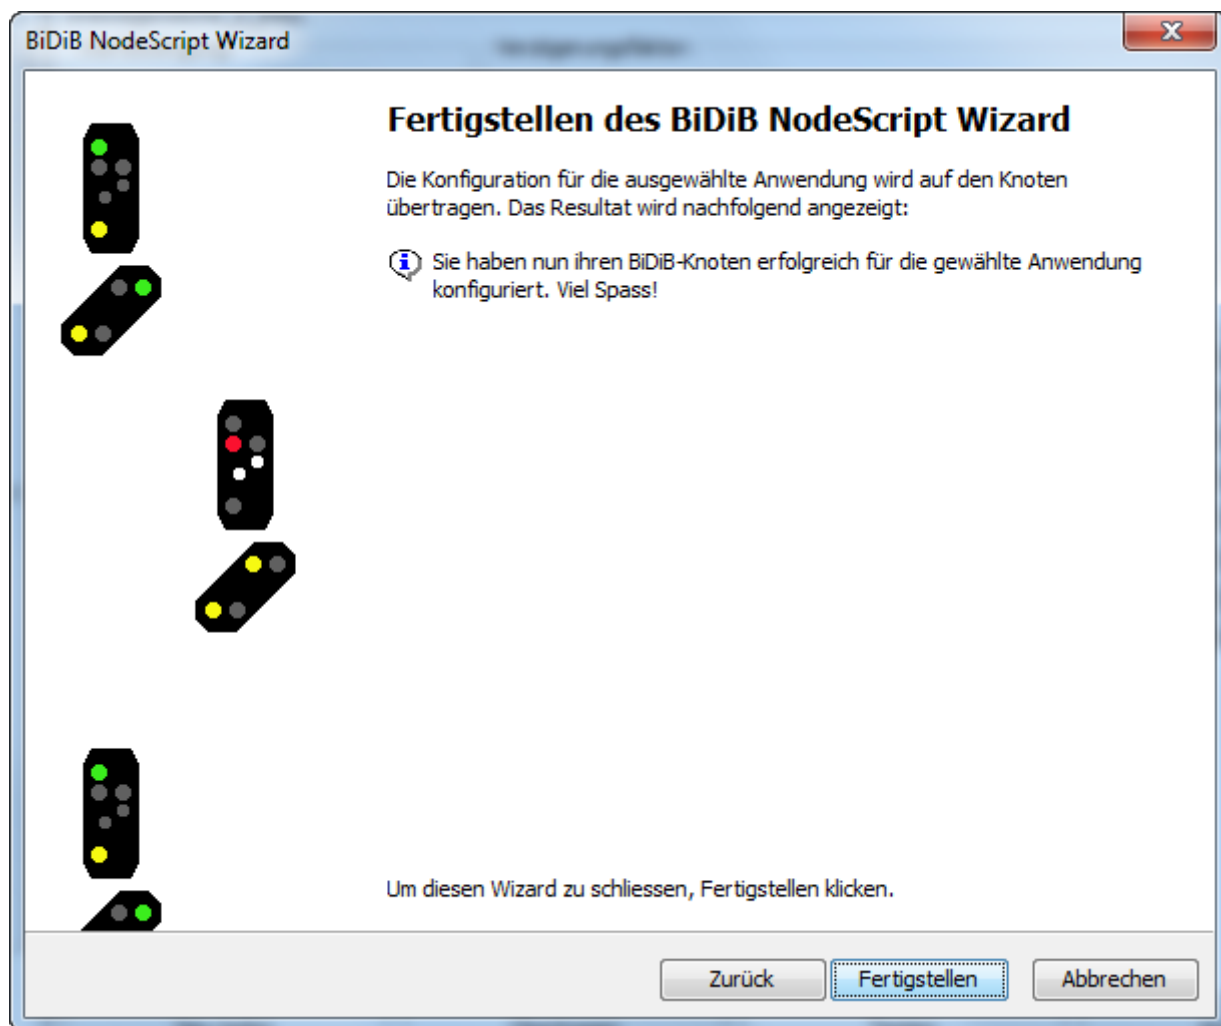 BiDiB NodeScript Wizard
Fertigstellen des BiDiB NodeScript Wizard
Die Konfiguration für die ausgewählte Anwendung wird auf den Knoten
übertragen. Das Resultat wird nachfolgend angezeigt:
Sie haben nun ihren BiDiB-Knoten erfolgreich für die gewählte Anwendung
konfiguriert. Viel Spass!
Um diesen Wizard zu schliessen, Fertigstellen klicken.
Zurück Fertigstellen Abbrechen